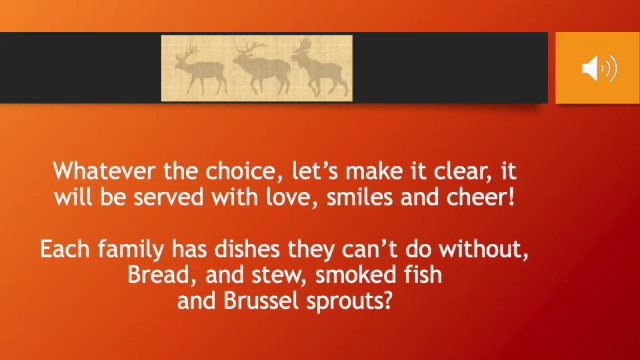 Whatever the choice, let’s make it clear, it
will be served with love, smiles and cheer!
Each family has dishes they can’t do without,
Bread, and stew, smoked fish
and Brussel sprouts?